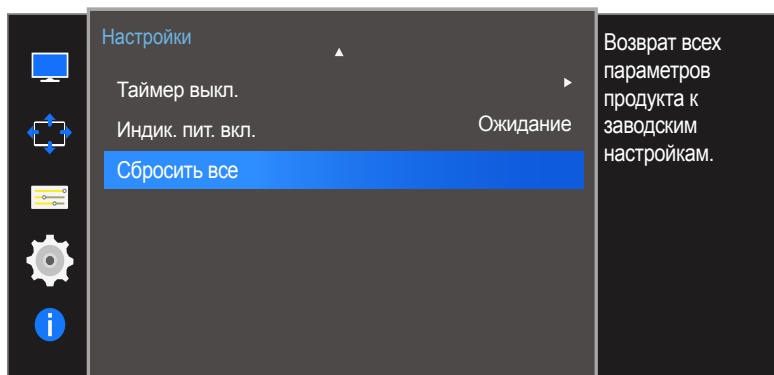 Настройки
Таймер выкл.
Индик. пит. вкл. Ожидание
Сбросить все
Возврат всех
параметров
продукта к
заводским
настройкам.